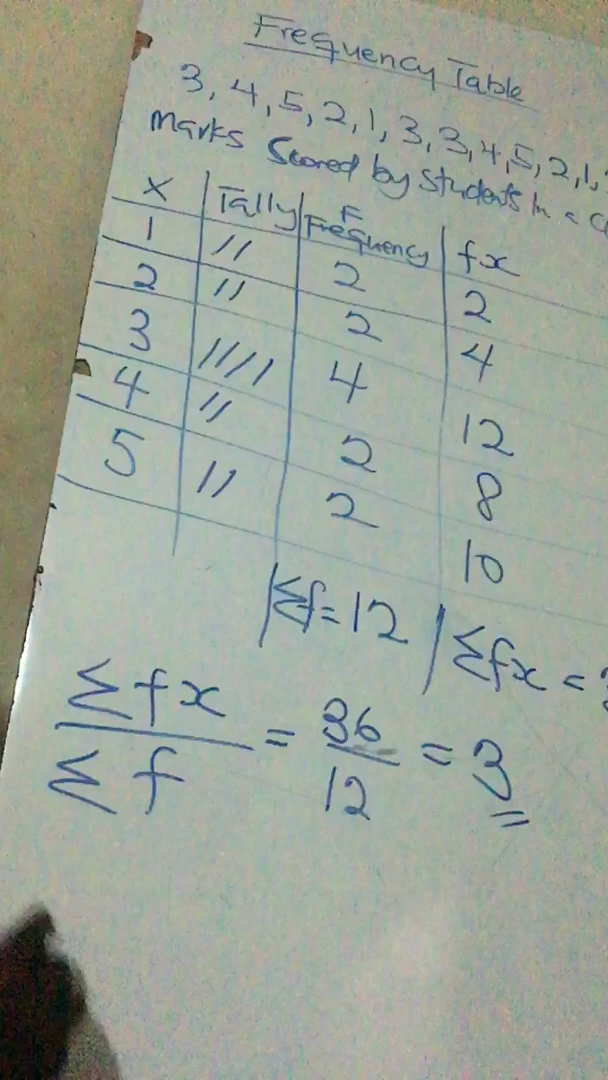 Frequency Table
3, 4, 5, 2, 1, 3, 3, 4, 5, 2, 1,
Marks Scored by Students in a
X Tally F Frequency fx
1 // 2 2
2 // 2 4
3 //// 4 12
4 // 2 8
5 // 2 10
Σf = 12 Σfx =
Σfx / Σf = 36/12 = 3